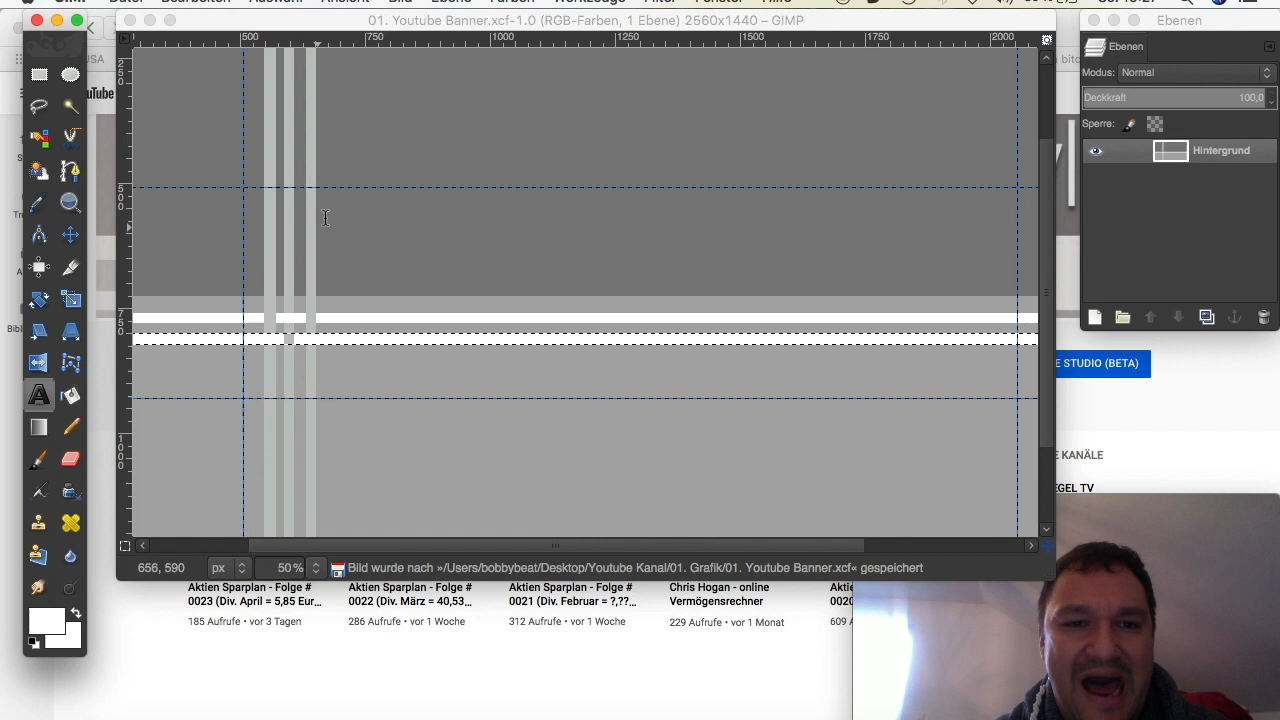 01. Youtube Banner.xcf-1.0 (RGB-Farben, 1 Ebene) 2560x1440 – GIMP
Ebenen
500
750
1000
1250
1500
1750
2000
Ebenen
Modus: Normal
Deckkraft 100,0
Sperre:
Hintergrund
250
500
750
1000
E STUDIO (BETA)
E KANÄLE
EGEL TV
656, 590 px 50% Bild wurde nach »/Users/bobbybeat/Desktop/Youtube Kanal/01. Grafik/01. Youtube Banner.xcf« gespeichert
Aktien Sparplan - Folge #
0023 (Div. April = 5,85 Eur...
185 Aufrufe • vor 3 Tagen
Aktien Sparplan - Folge #
0022 (Div. März = 40,53...
286 Aufrufe • vor 1 Woche
Aktien Sparplan - Folge #
0021 (Div. Februar = ?,??...
312 Aufrufe • vor 1 Woche
Chris Hogan - online
Vermögensrechner
229 Aufrufe • vor 1 Monat